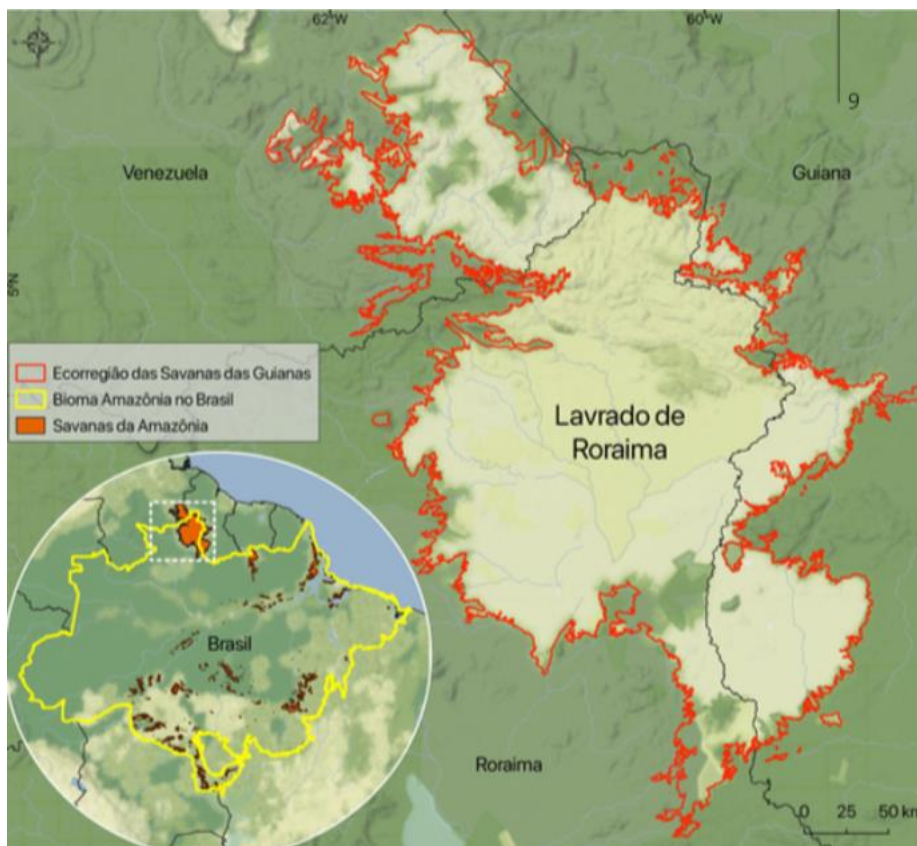 62°W
60°W
9
Venezuela
Guiana
5°N
Ecorregião das Savanas das Guianas
Bioma Amazônia no Brasil
Savanas da Amazônia
Lavrado de
Roraima
Brasil
Roraima
0 25 50 km